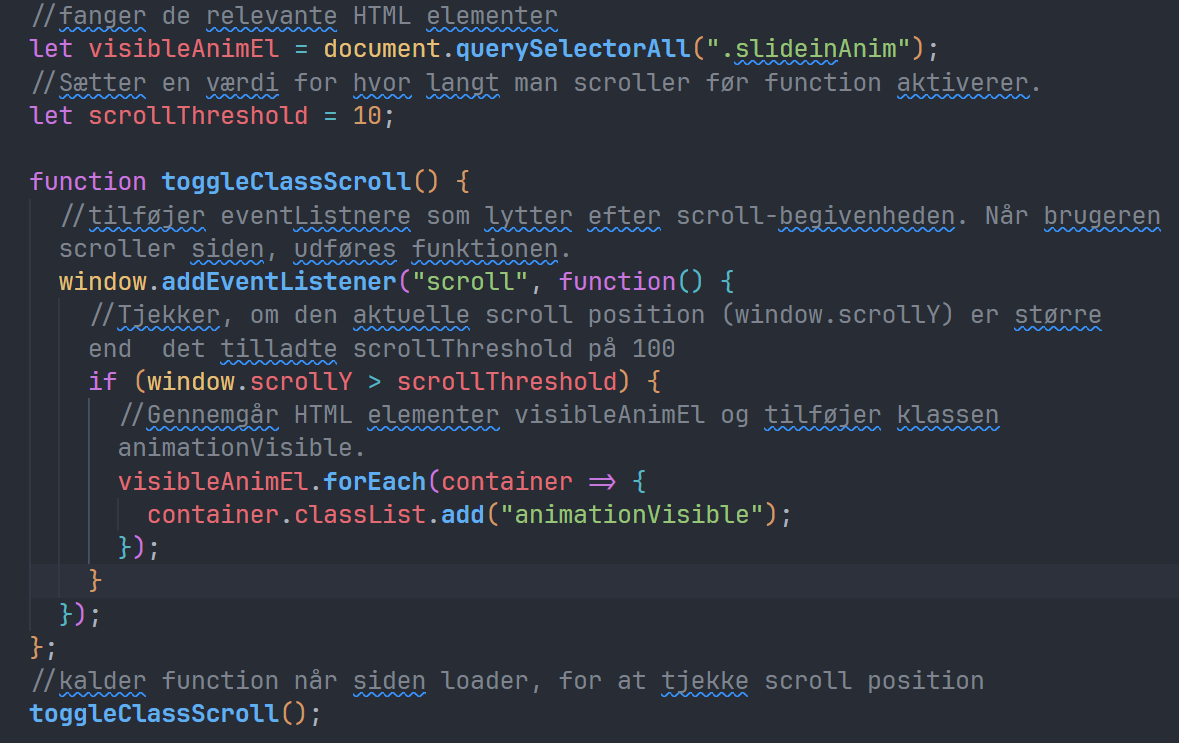 //fanger de relevante HTML elementer
let visibleAnimEl = document.querySelectorAll(".slideinAnim");
//Sætter en værdi for hvor langt man scroller før function aktiverer.
let scrollThreshold = 10;
function toggleClassScroll() {
//tilføjer eventListnere som lytter efter scroll-begivenheden. Når brugeren
scroller siden, udføres funktionen.
window.addEventListener("scroll", function() {
//Tjekker, om den aktuelle scroll position (window.scrollY) er større
end  det tilladte scrollThreshold på 100
if (window.scrollY > scrollThreshold) {
//Gennemgår HTML elementer visibleAnimEl og tilføjer klassen
animationVisible.
visibleAnimEl.forEach(container => {
container.classList.add("animationVisible");
});
}
});
};
//kalder function når siden loader, for at tjekke scroll position
toggleClassScroll();